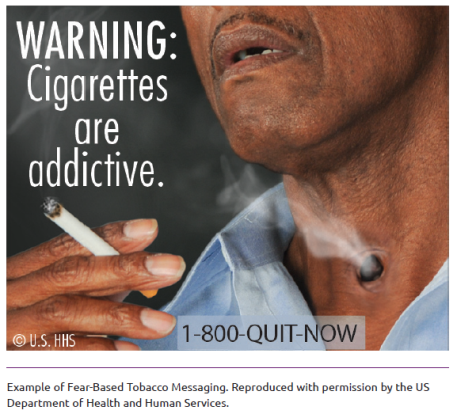 WARNING:
Cigarettes
are
addictive.
© U.S. HHS
1-800-QUIT-NOW
Example of Fear-Based Tobacco Messaging. Reproduced with permission by the US
Department of Health and Human Services.